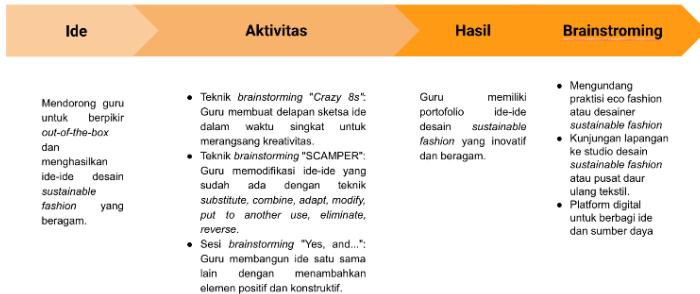 Ide
Aktivitas
Hasil
Brainstroming
Mendorong guru
untuk berpikir
out-of-the-box
dan
menghasilkan
ide-ide desain
sustainable
fashion yang
beragam.
● Teknik brainstorming "Crazy 8s":
Guru membuat delapan sketsa ide
dalam waktu singkat untuk
merangsang kreativitas.
● Teknik brainstorming "SCAMPER":
Guru memodifikasi ide-ide yang
sudah ada dengan teknik
substitute, combine, adapt, modify,
put to another use, eliminate,
reverse.
● Sesi brainstorming "Yes, and...":
Guru membangun ide satu sama
lain dengan menambahkan
elemen positif dan konstruktif.
Guru memiliki
portofolio ide-ide
desain sustainable
fashion yang inovatif
dan beragam.
● Mengundang
praktisi eco fashion
atau desainer
sustainable fashion
● Kunjungan lapangan
ke studio desain
sustainable fashion
atau pusat daur
ulang tekstil.
● Platform digital
untuk berbagi ide
dan sumber daya